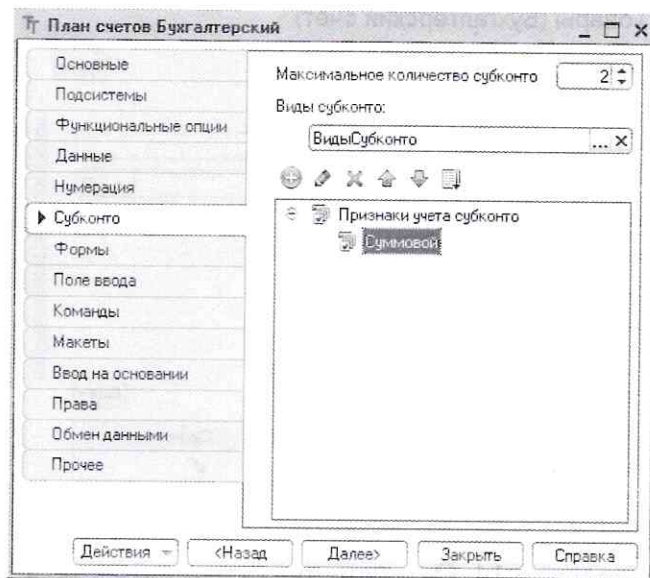 План счетов Бухгалтерский
Основные
Подсистемы
Функциональные опции
Данные
Нумерация
Субконто
Формы
Поле ввода
Команды
Макеты
Ввод на основании
Права
Обмен данными
Прочее
Максимальное количество субконто 2
Виды субконто:
ВидыСубконто ... x
Признаки учета субконто
Суммовой
Действия
<Назад
Далее>
Закрыть
Справка